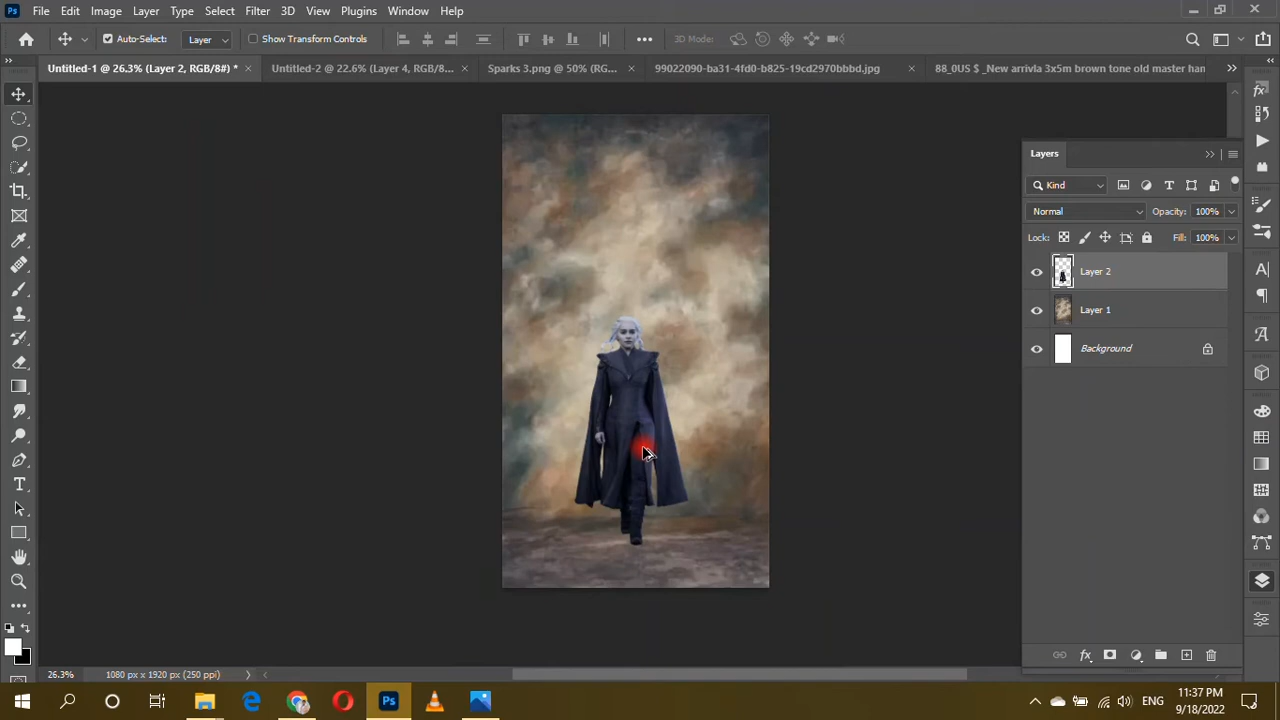 Ps File Edit Image Layer Type Select Filter 3D View Plugins Window Help
Auto-Select: Layer Show Transform Controls 3D Mode:
Untitled-1 @ 26.3% (Layer 2, RGB/8#) * Untitled-2 @ 22.6% (Layer 4, RGB/8... Sparks 3.png @ 50% (RG... 99022090-ba31-4fd0-b825-19cd2970bbbd.jpg 88_0US $ _New arrivla 3x5m brown tone old master han
Layers
Kind
Normal Opacity: 100%
Lock: Fill: 100%
Layer 2
Layer 1
Background
26.3% 1080 px x 1920 px (250 ppi)
Ps ENG 11:37 PM
9/18/2022